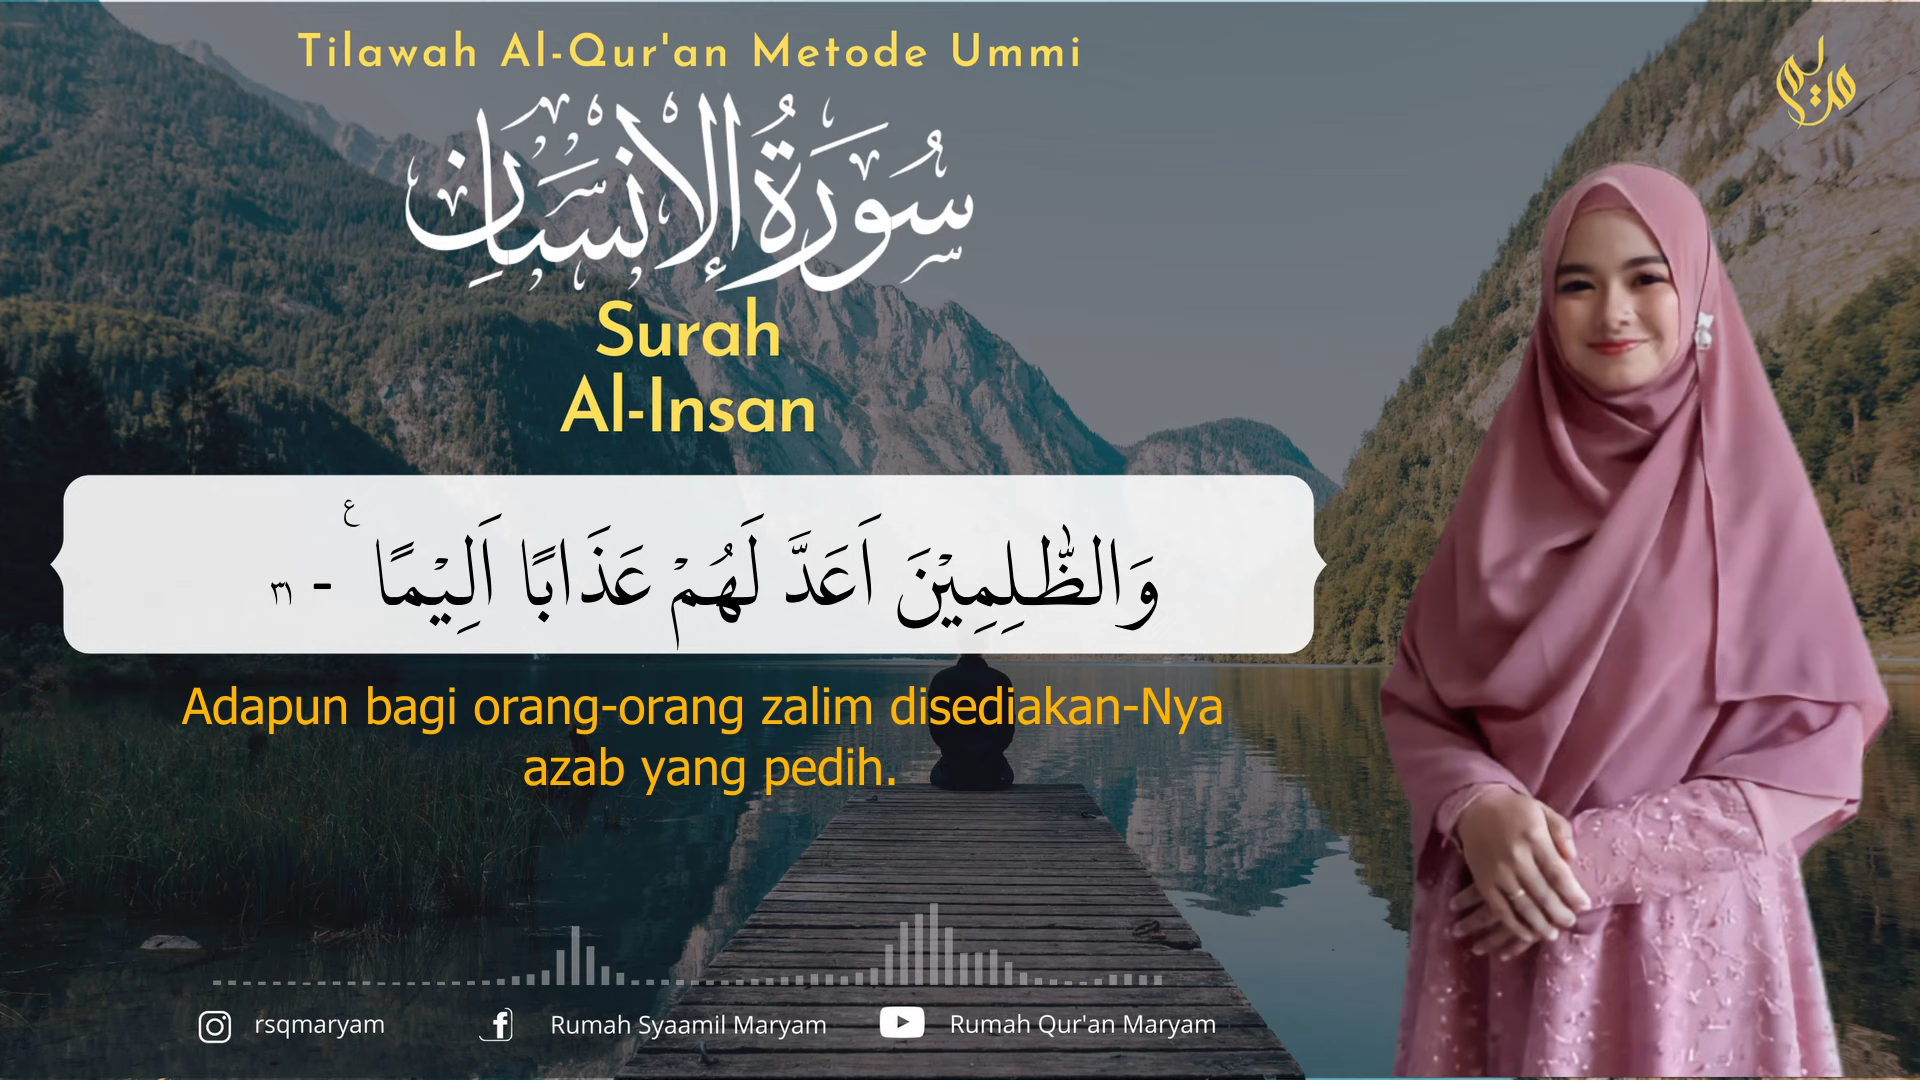 Tilawah Al-Qur'an Metode Ummi
سُورَةُ الإِنسَانِ
Surah
Al-Insan
وَالظّٰلِمِيْنَ اَعَدَّ لَهُمْ عَذَابًا اَلِيْمًا ࣖ - ٣١
Adapun bagi orang-orang zalim disediakan-Nya
azab yang pedih.
rsqmaryam
Rumah Syaamil Maryam
Rumah Qur'an Maryam
مريم